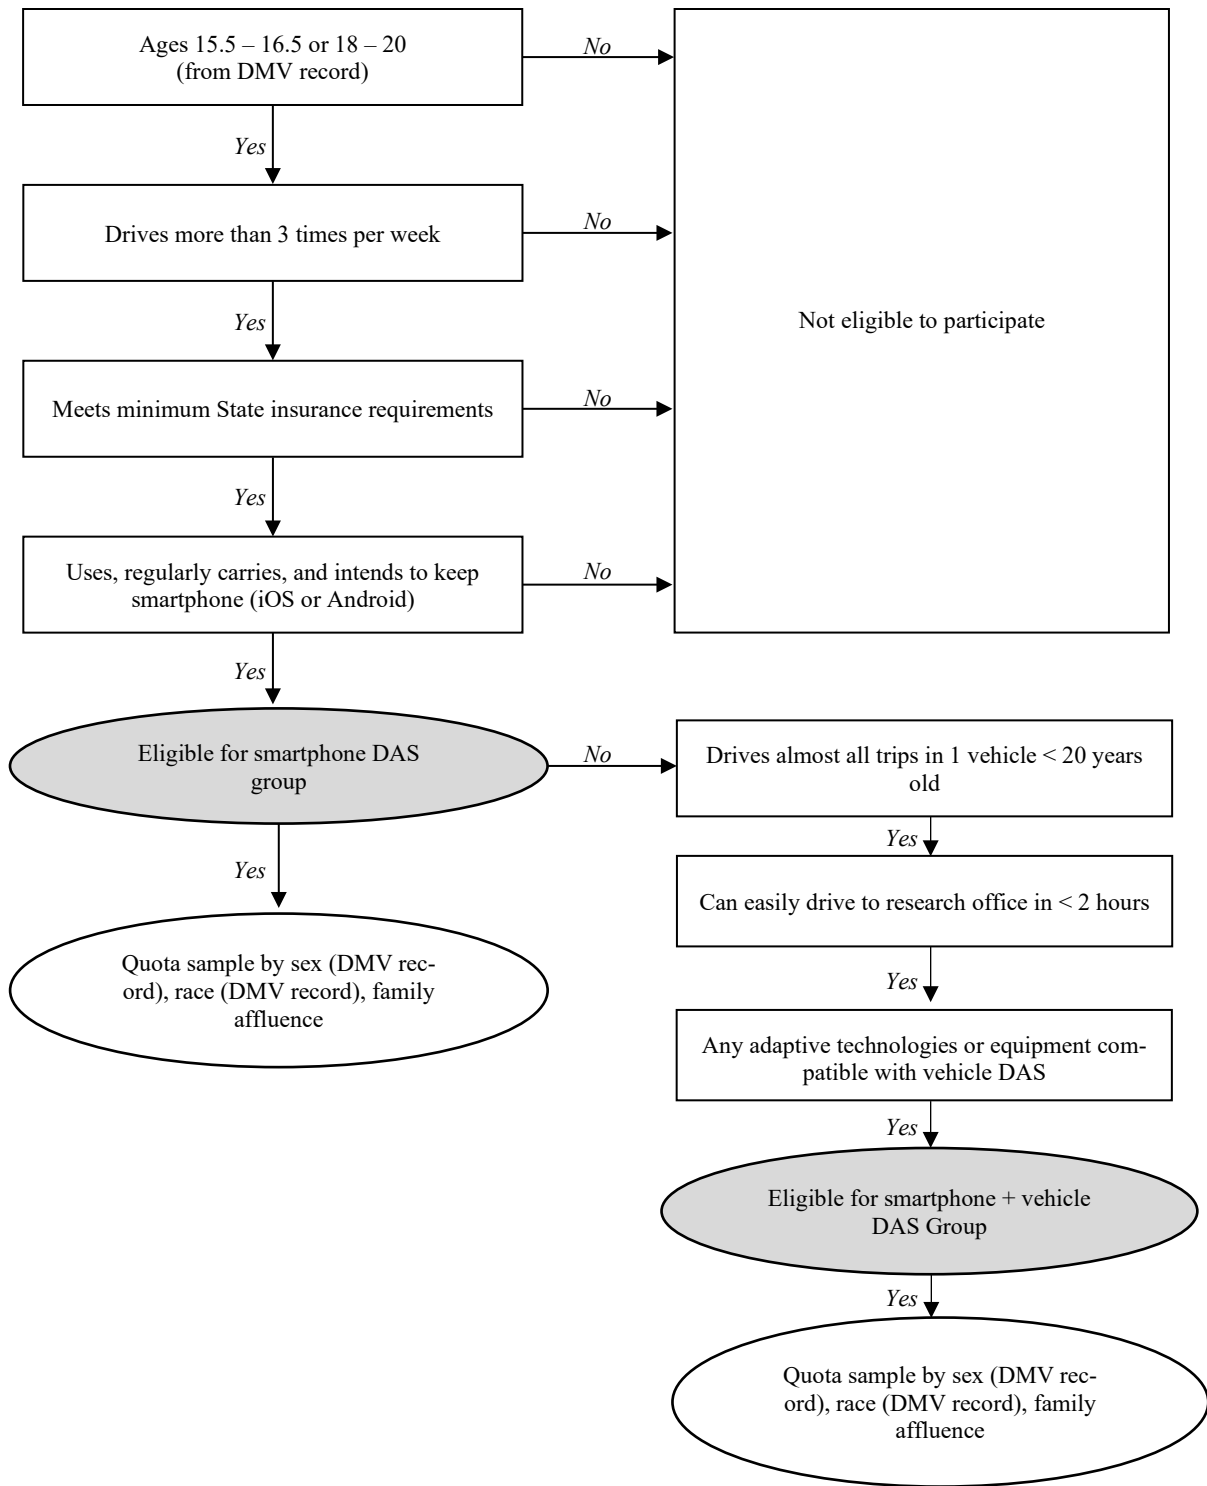 Ages 15.5 – 16.5 or 18 – 20
(from DMV record)
No
Yes
Drives more than 3 times per week
No
Not eligible to participate
Yes
Meets minimum State insurance requirements
No
Yes
Uses, regularly carries, and intends to keep
smartphone (iOS or Android)
No
Yes
Eligible for smartphone DAS
group
No
Drives almost all trips in 1 vehicle < 20 years
old
Yes
Yes
Can easily drive to research office in < 2 hours
Quota sample by sex (DMV rec-
ord), race (DMV record), family
affluence
Yes
Any adaptive technologies or equipment com-
patible with vehicle DAS
Yes
Eligible for smartphone + vehicle
DAS Group
Yes
Quota sample by sex (DMV rec-
ord), race (DMV record), family
affluence